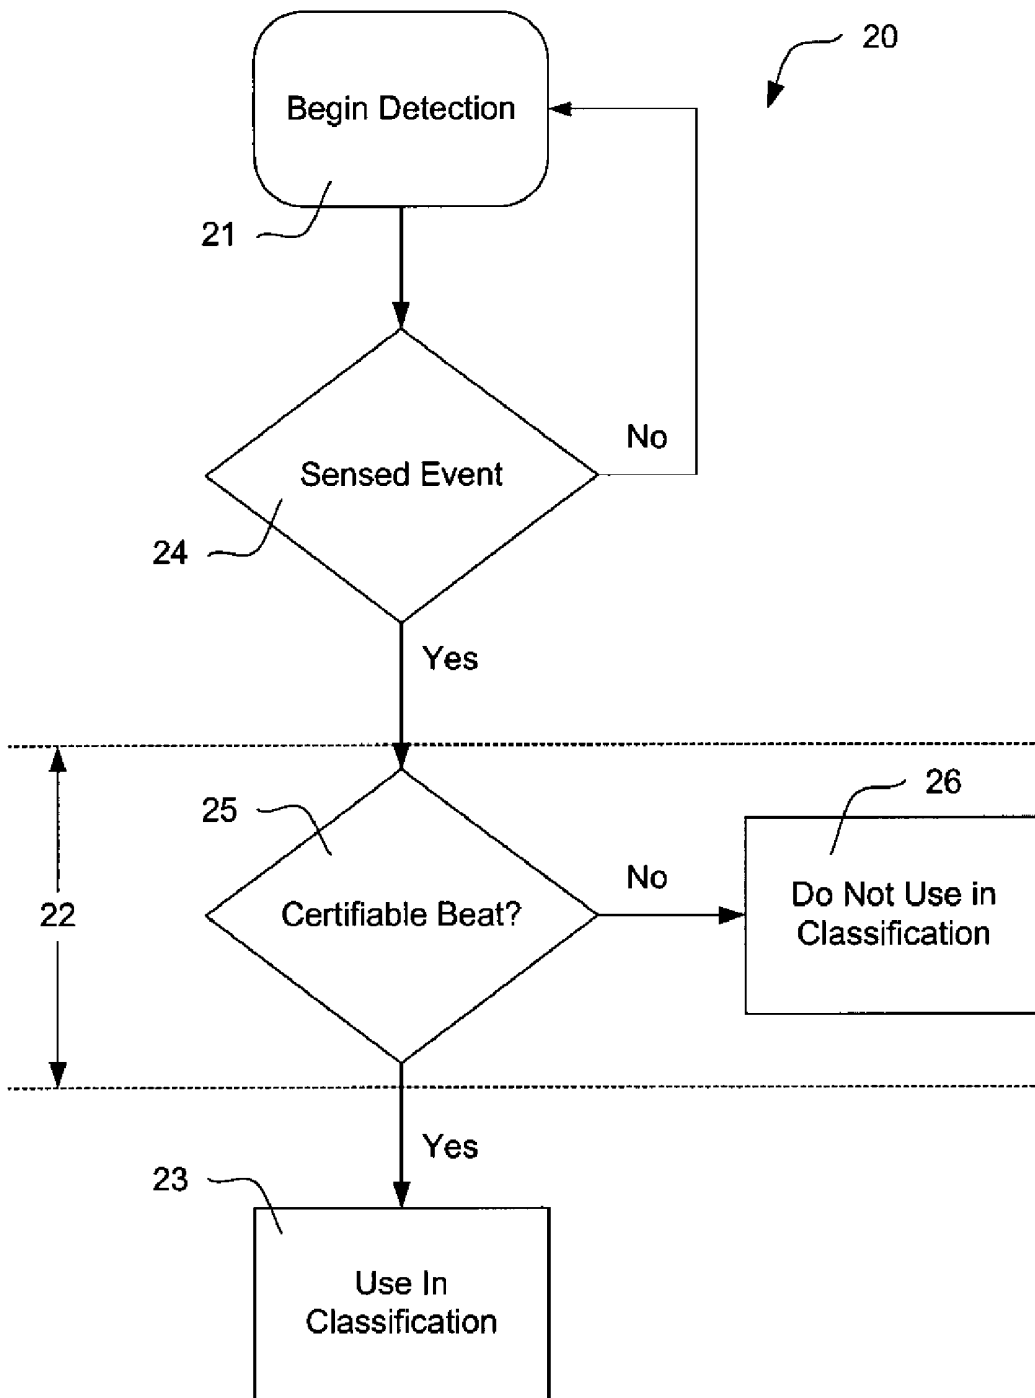 20
Begin Detection
21
No
Sensed Event
24
Yes
26
25
No
Do Not Use in
Classification
22
Certifiable Beat?
Yes
23
Use In
Classification